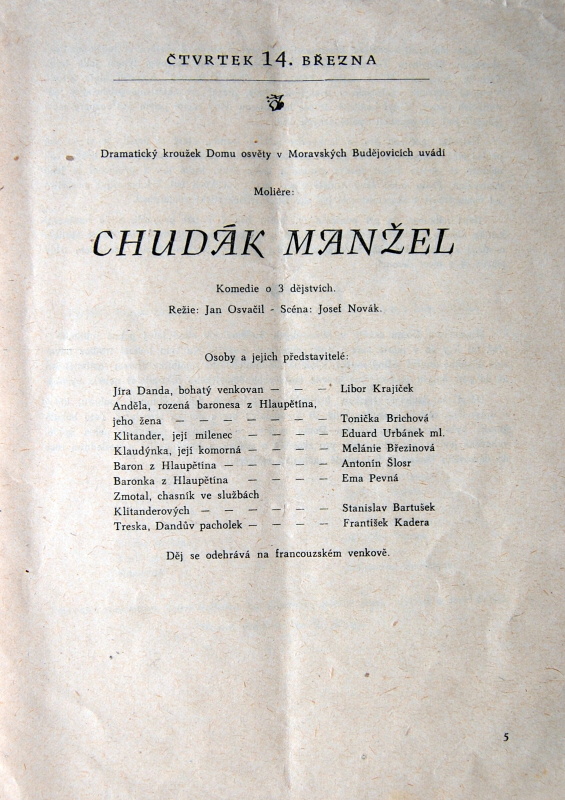 ČTVRTEK 14. BŘEZNA
Dramatický kroužek Domu osvěty v Moravských Budějovicích uvádí
Molière:
CHUDÁK MANŽEL
Komedie o 3 dějstvích.
Režie: Jan Osvačil - Scéna: Josef Novák.
Osoby a jejich představitelé:
Jíra Danda, bohatý venkovan — — — Libor Krajíček
Anděla, rozená baronesa z Hlaupětína,
jeho žena — — — — — — — Tonička Brichová
Klitander, její milenec — — — — Eduard Urbánek ml.
Klaudýnka, její komorná — — — — Melánie Březinová
Baron z Hlaupětína — — — — — Antonín Šlosr
Baronka z Hlaupětína — — — — Ema Pevná
Zmotal, chasník ve službách
Klitanderových — — — — — — Stanislav Bartušek
Treska, Dandův pacholek — — — — František Kadera
Děj se odehrává na francouzském venkově.
5